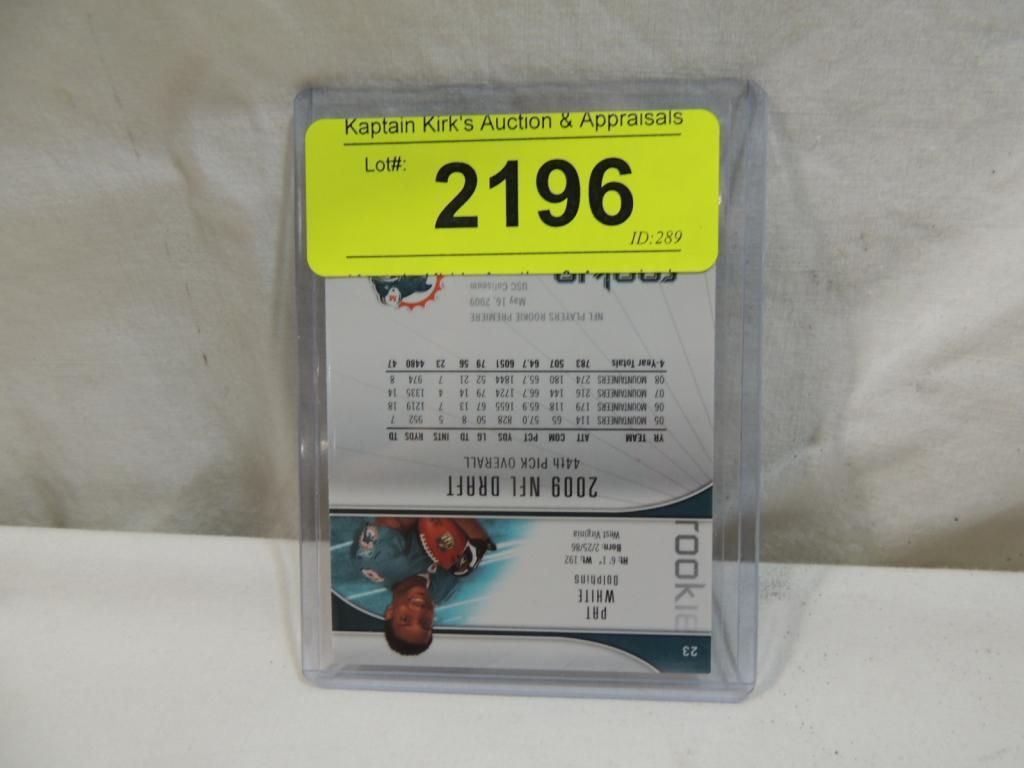 Kaptain Kirk's Auction & Appraisals
Lot#:
2196
ID:289
23
rookie
PAT
WHITE
Dolphins
Ht: 6'1" Wt: 192
Born: 2/25/86
West Virginia
2009 NFL DRAFT
44th PICK OVERALL
YR TEAM ATT COM PCT YDS LG TD INTS RYDS TD
05 MOUNTAINEERS 114 65 57.0 828 50 8 5 952 7
06 MOUNTAINEERS 179 118 65.9 1655 67 13 7 1219 18
07 MOUNTAINEERS 216 144 66.7 1724 79 14 4 1335 14
08 MOUNTAINEERS 274 180 65.7 1844 52 21 7 974 8
4-Year Totals 783 507 64.7 6051 79 56 23 4480 47
NFL PLAYERS ROOKIE PREMIERE
May 16, 2009
USC Coliseum
rookie